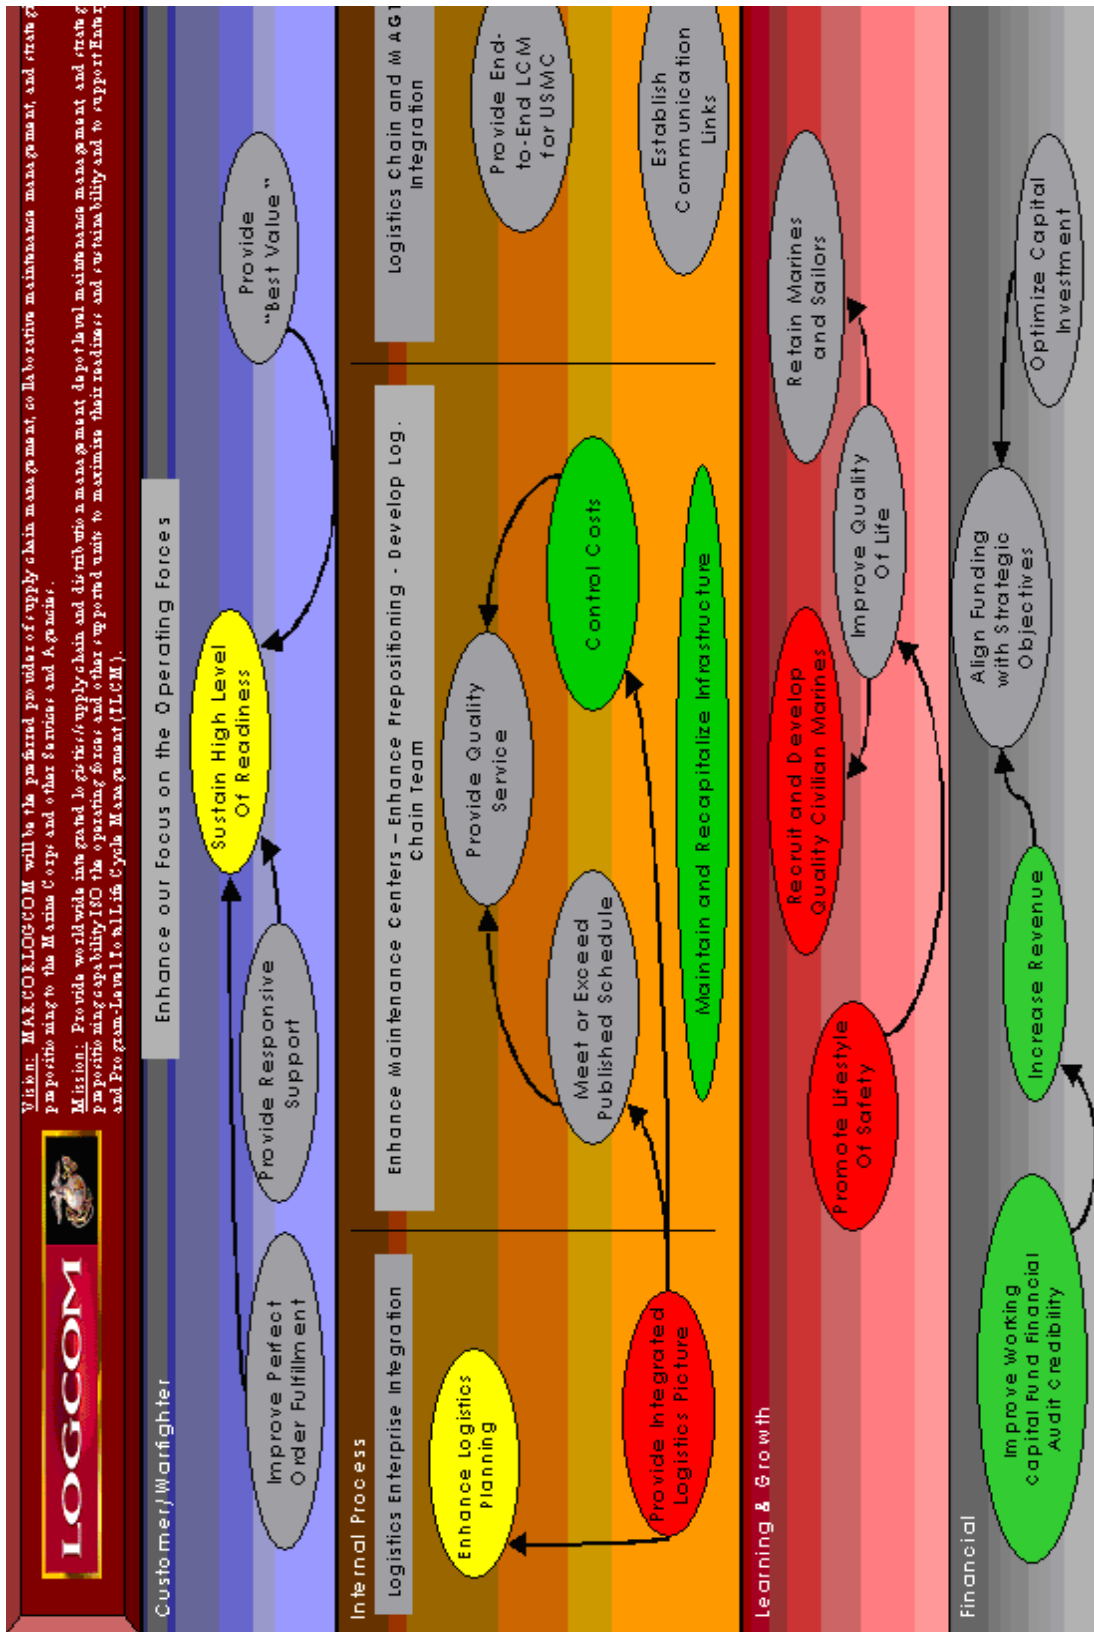 LOGCOM
Vision: MARCORLOGCOM will be the preferred provider of supply chain management, collaborative maintenance management, and
prepositioning to the Marine Corps and other Services and Agencies.
Mission: Provide worldwide integrated logistics/supply chain and distribution management, depot level maintenance management and
prepositioning capability ISO the operating forces and other supported units to maximize their readiness and sustainability and to support
and Program-Level Total Life Cycle Management (TLCM).
Customer/Warfighter
Enhance our Focus on the Operating Forces
Improve Perfect
Order Fulfillment
Provide Responsive
Support
Sustain High Level
Of Readiness
Provide
“Best Value”
Internal Process
Logistics Enterprise Integration
Enhance Maintenance Centers – Enhance Prepositioning - Develop Log.
Chain Team
Logistics Chain and
Integration
Enhance Logistics
Planning
Provide Integrated
Logistics Picture
Provide Quality
Service
Meet or Exceed
Published Schedule
Control Costs
Maintain and Recapitalize Infrastructure
Provide End-
to-End LCM
for USMC
Establish
Communication
Links
Learning & Growth
Promote Lifestyle
Of Safety
Recruit and Develop
Quality Civilian Marines
Improve Quality
Of Life
Retain Marines
and Sailors
Financial
Improve Working
Capital Fund Financial
Audit Credibility
Increase Revenue
Align Funding
with Strategic
Objectives
Optimize Capital
Investment